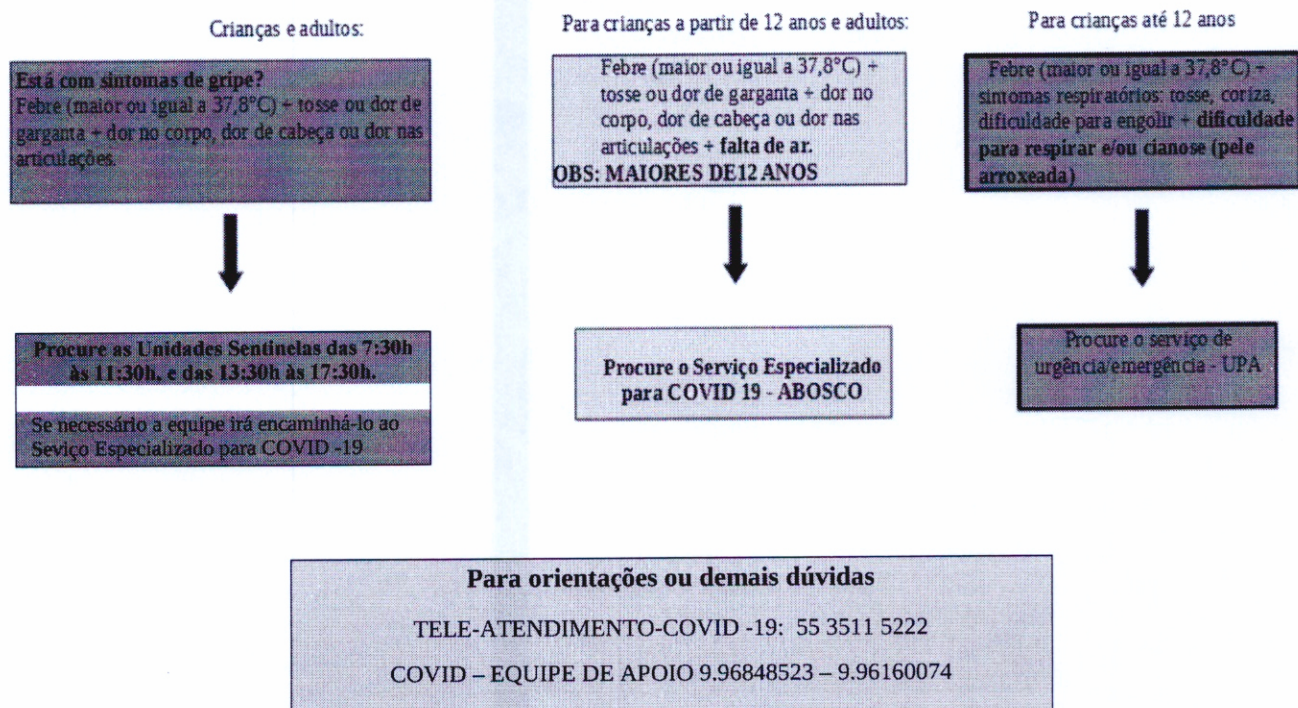 Crianças e adultos:
Está com sintomas de gripe?
Febre (maior ou igual a 37,8°C) + tosse ou dor de
garganta + dor no corpo, dor de cabeça ou dor nas
articulações.
Procure as Unidades Sentinelas das 7:30h
às 11:30h, e das 13:30h às 17:30h.
Se necessário a equipe irá encaminhá-lo ao
Seviço Especializado para COVID -19
Para crianças a partir de 12 anos e adultos:
Febre (maior ou igual a 37,8°C) +
tosse ou dor de garganta + dor no
corpo, dor de cabeça ou dor nas
articulações + falta de ar.
OBS: MAIORES DE12 ANOS
Procure o Serviço Especializado
para COVID 19 - ABOSCO
Para crianças até 12 anos
Febre (maior ou igual a 37,8°C) +
sintomas respiratórios: tosse, coriza,
dificuldade para engolir + dificuldade
para respirar e/ou cianose (pele
arroxeada)
Procure o serviço de
urgência/emergência - UPA
Para orientações ou demais dúvidas
TELE-ATENDIMENTO-COVID -19: 55 3511 5222
COVID – EQUIPE DE APOIO 9.96848523 – 9.96160074